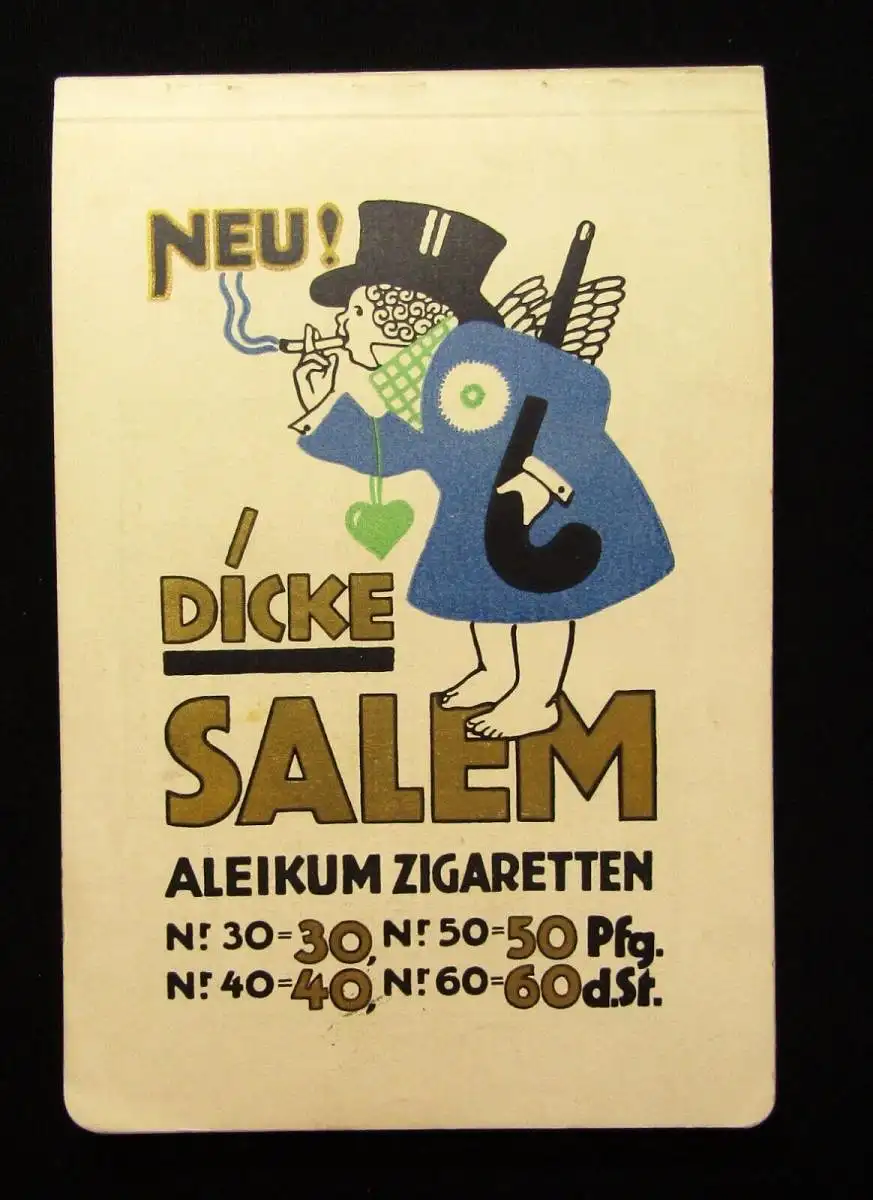 NEU!
DICKE
SALEM
ALEIKUM ZIGARETTEN
Nr. 30=30, Nr. 50=50 Pfg.
Nr. 40=40, Nr. 60=60 d.St.